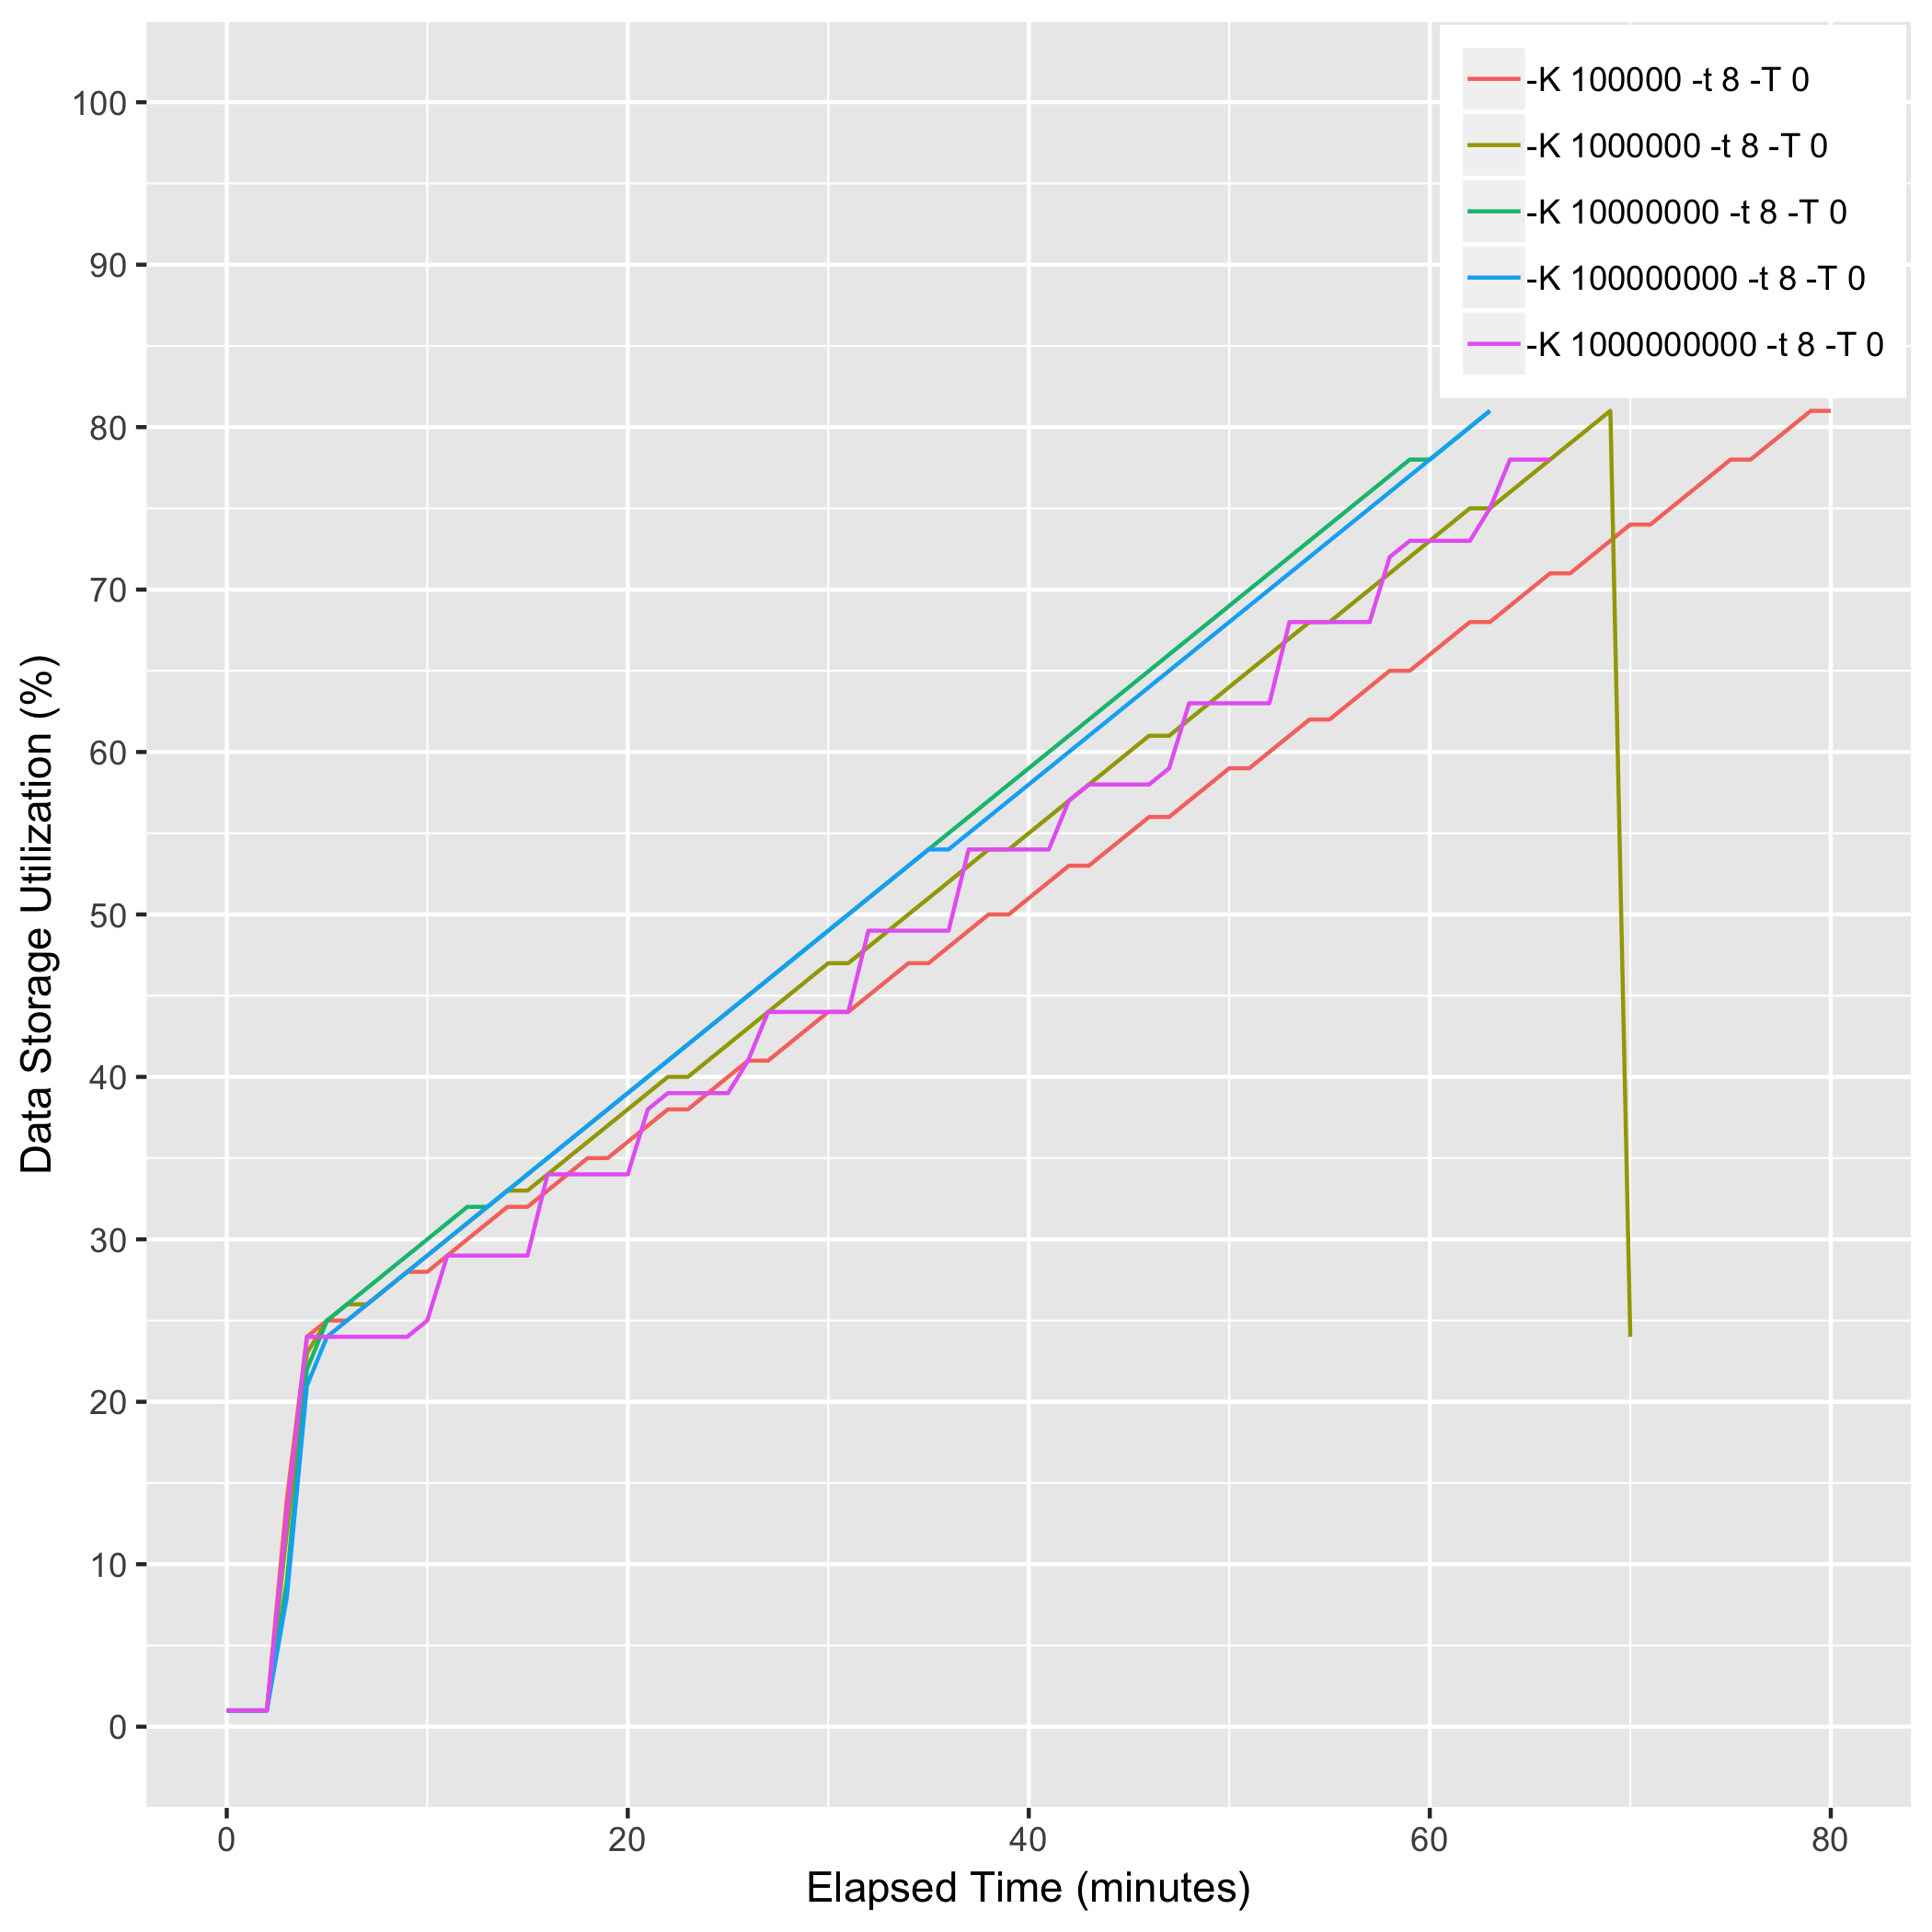 -K 100000 -t 8 -T 0
-K 1000000 -t 8 -T 0
-K 10000000 -t 8 -T 0
-K 100000000 -t 8 -T 0
-K 1000000000 -t 8 -T 0
Data Storage Utilization (%)
100
90
80
70
60
50
40
30
20
10
0
0 20 40 60 80
Elapsed Time (minutes)